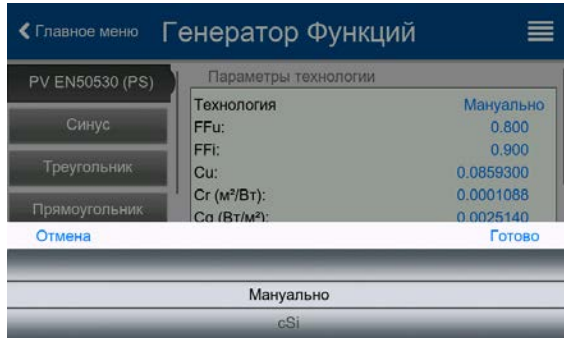 Главное меню Генератор Функций
PV EN50530 (PS)
Синус
Треугольник
Прямоугольник
Параметры технологии
Технология Мануально
FFu: 0.800
FFi: 0.900
Cu: 0.0859300
Cr (м²/Вт): 0.0001088
Cg (Вт/м²): 0.0025140
Отмена Готово
Мануально
cSi